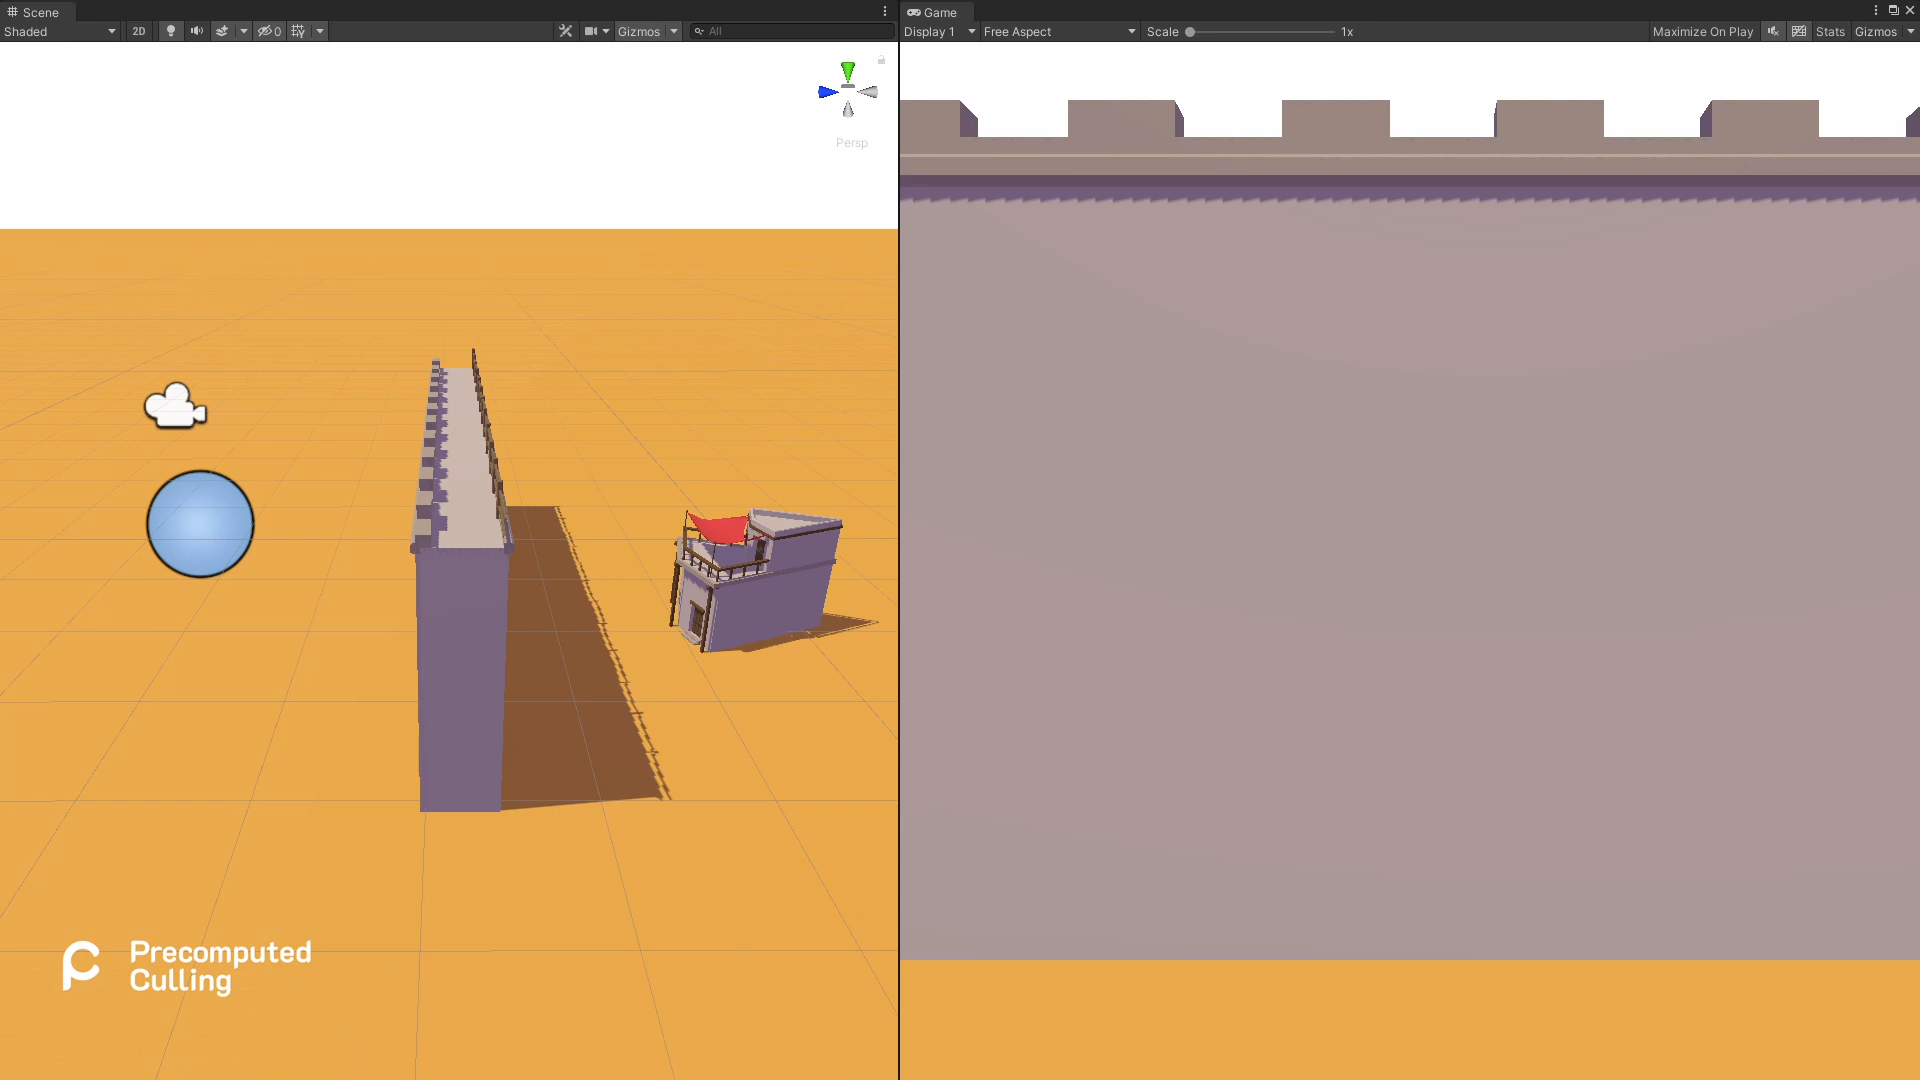 Scene
Shaded
2D
0
Gizmos
All
Persp
Precomputed
Culling
Game
Display 1
Free Aspect
Scale
1x
Maximize On Play
Stats
Gizmos